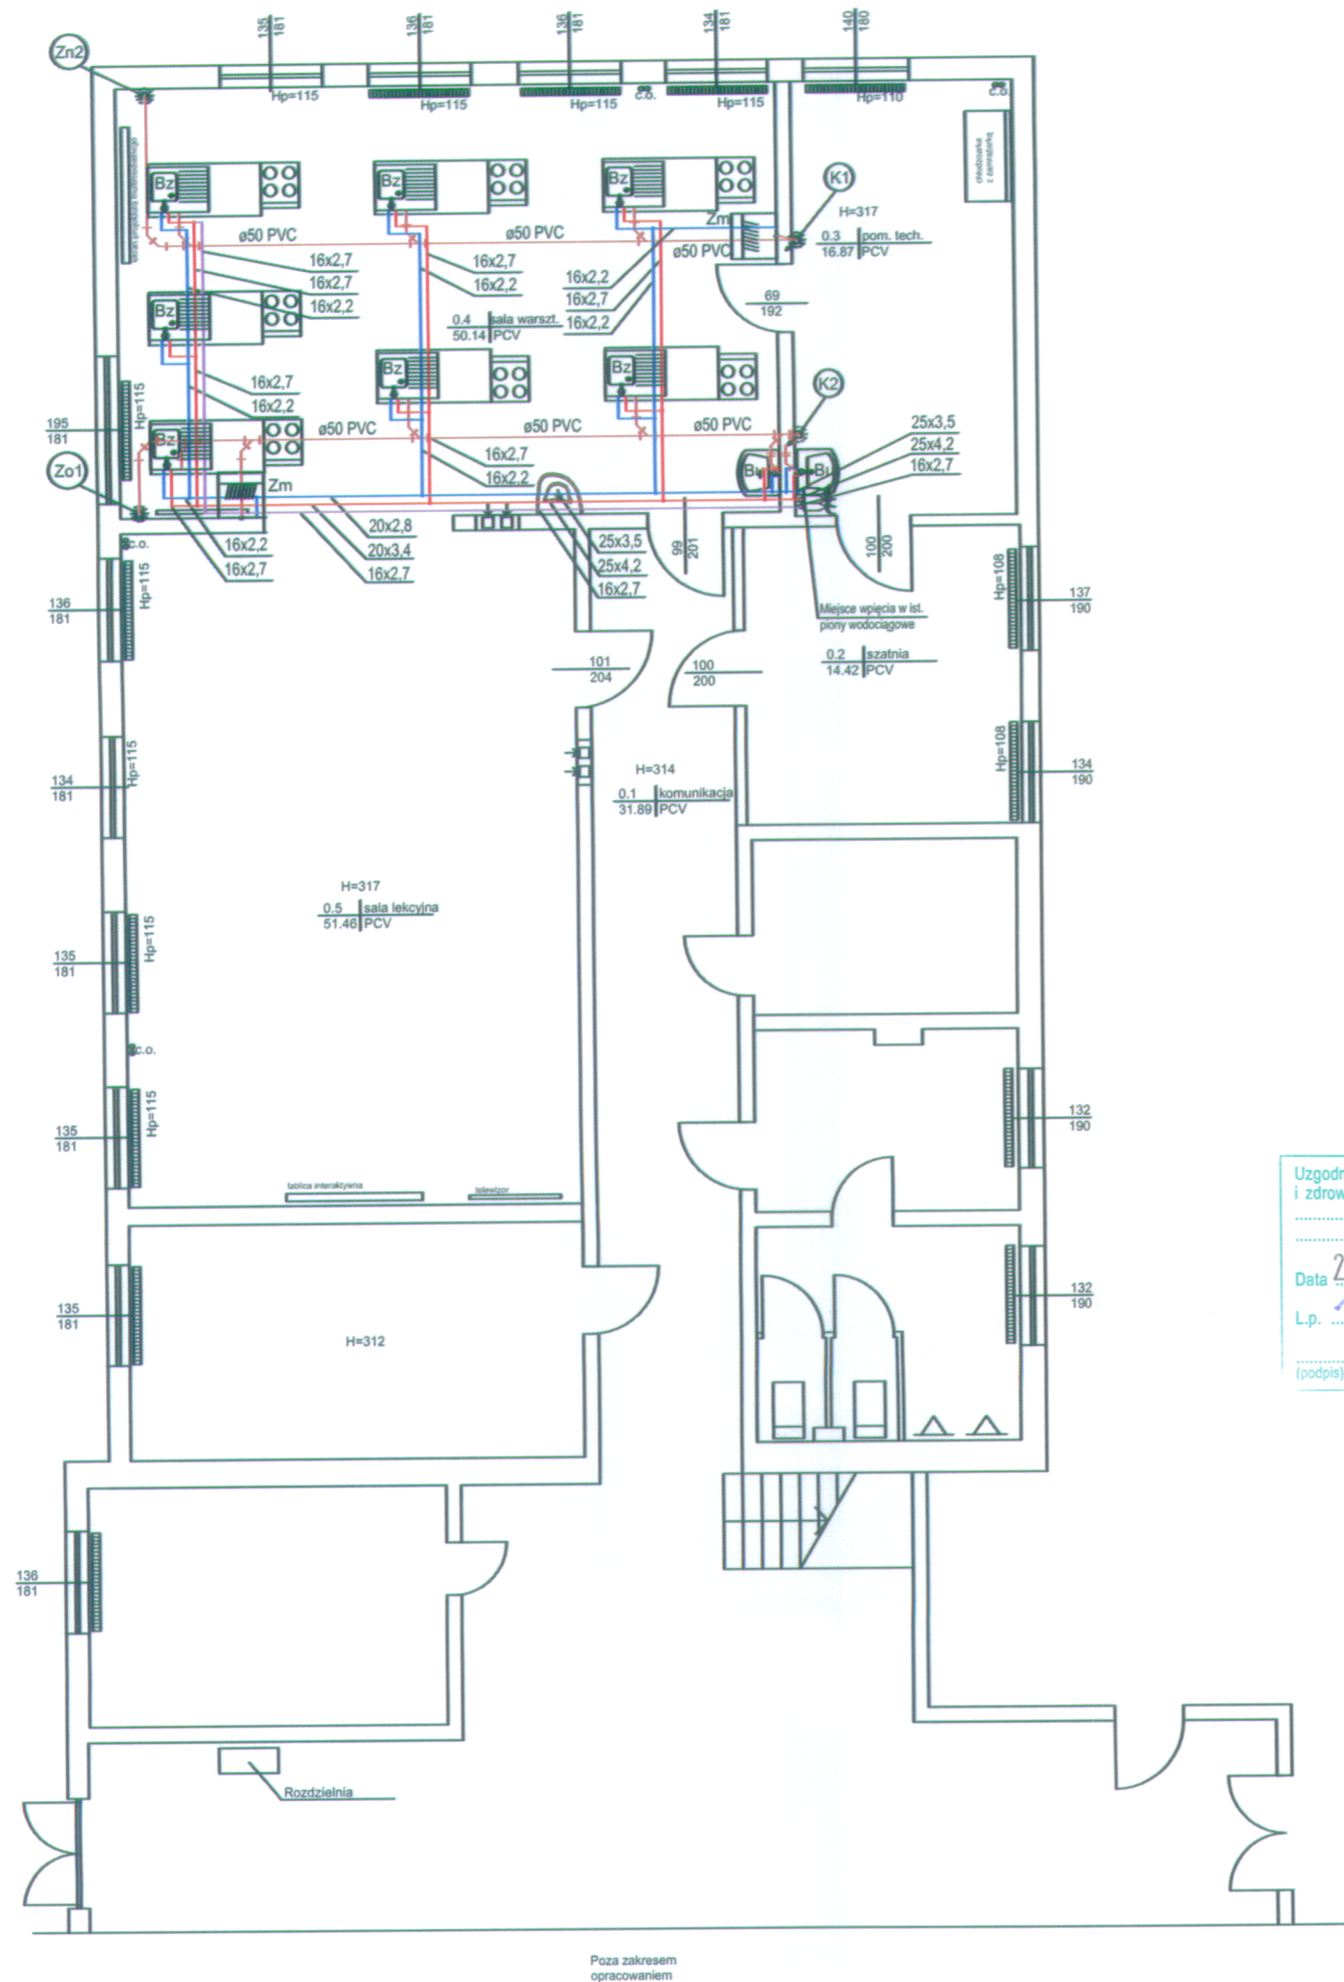 135
181
136
181
136
181
134
181
140
180
Zn2
Hp=115
Hp=115
Hp=115
c.o.
Hp=115
Hp=110
c.o.
ekran projektora multimedialnego
chłodziarka
z zamrażarką
Bz
Bz
Bz
K1
Zm
H=317
0.3 pom. tech.
16.87 PCV
ø50 PVC
ø50 PVC
ø50 PVC
16x2,7
16x2,7
16x2,2
16x2,7
16x2,2
16x2,2
16x2,7
16x2,2
Bz
0.4 sala warszt.
50.14 PCV
69
192
Bz
Bz
K2
16x2,7
16x2,2
Hp=115
195
181
ø50 PVC
ø50 PVC
ø50 PVC
25x3,5
25x4,2
16x2,7
Bz
16x2,7
16x2,2
Bu
Bu
Zo1
Zm
c.o.
16x2,2
16x2,7
20x2,8
20x3,4
16x2,7
25x3,5
25x4,2
16x2,7
99
201
100
200
Hp=115
136
181
Hp=108
137
190
Miejsce wpięcia w ist.
piony wodociągowe
0.2 szatnia
14.42 PCV
101
204
100
200
Hp=115
134
181
Hp=108
134
190
H=314
0.1 komunikacja
31.89 PCV
H=317
0.5 sala lekcyjna
51.46 PCV
Hp=115
135
181
c.o.
Hp=115
135
181
132
190
tablica interaktywna
telewizor
Uzgodn
i zdrow
Data
L.p.
(podpis)
135
181
132
190
H=312
136
181
Rozdzielnia
Poza zakresem
opracowaniem